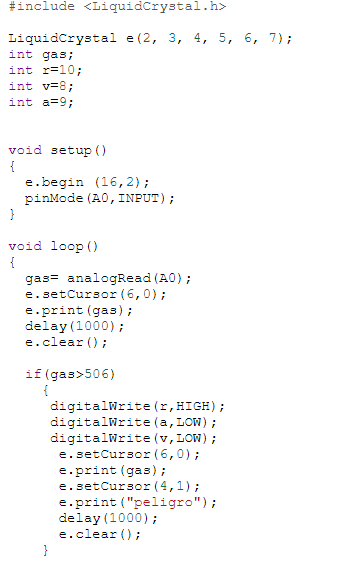 #include <LiquidCrystal.h>

LiquidCrystal e(2, 3, 4, 5, 6, 7);
int gas;
int r=10;
int v=8;
int a=9;


void setup()
{
  e.begin (16,2);
  pinMode(A0,INPUT);
}

void loop()
{
  gas= analogRead(A0);
  e.setCursor(6,0);
  e.print(gas);
  delay(1000);
  e.clear();

  if(gas>506)
    {
     digitalWrite(r,HIGH);
     digitalWrite(a,LOW);
     digitalWrite(v,LOW);
      e.setCursor(6,0);
      e.print(gas);
      e.setCursor(4,1);
      e.print("peligro");
      delay(1000);
      e.clear();
    }